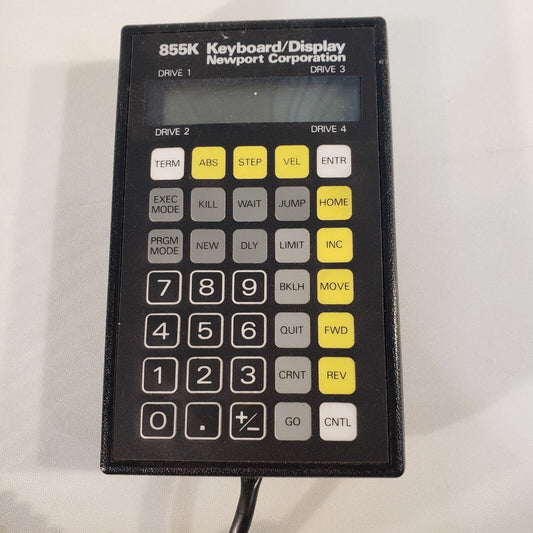 855K Keyboard/Display
Newport Corporation
DRIVE 1 DRIVE 3
DRIVE 2 DRIVE 4
TERM ABS STEP VEL ENTR
EXEC MODE KILL WAIT JUMP HOME
PRGM MODE NEW DLY LIMIT INC
7 8 9 BKLH MOVE
4 5 6 QUIT FWD
1 2 3 CRNT REV
0 . +/- GO CNTL